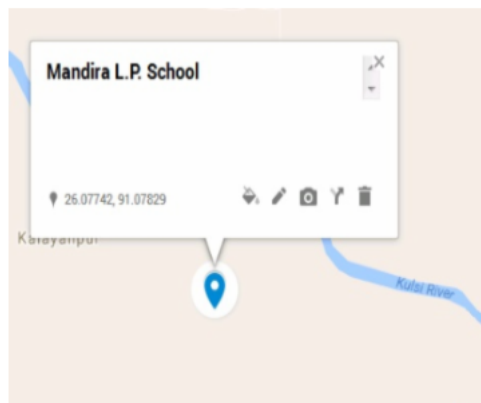 Mandira L.P. School
26.07742, 91.07829
Kalayanpur
Kulsi River